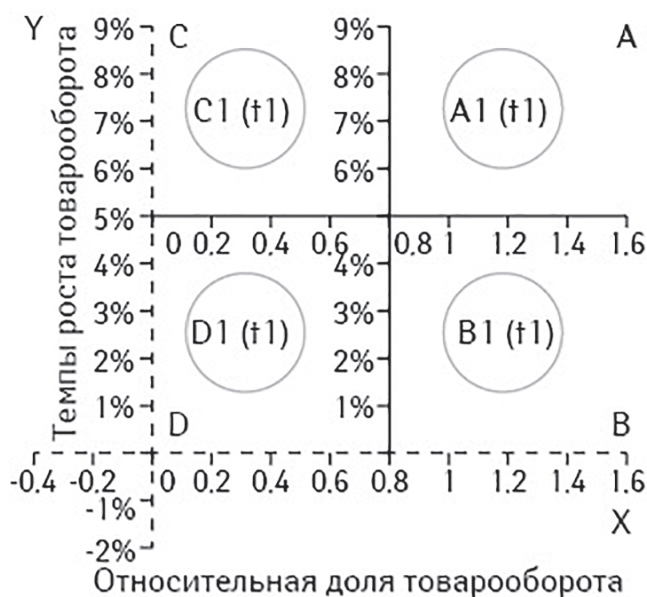 Y
9% C 9% A
8% 8%
7% C1 (t1) 7% A1 (t1)
6% 6%
5%
0 0.2 0.4 0.6 0.8 1 1.2 1.4 1.6
4% 4%
3% 3%
D1 (t1) B1 (t1)
2% 2%
1% 1%
D B
-0.4 -0.2 0 0.2 0.4 0.6 0.8 1 1.2 1.4 1.6
-1% X
-2%
Темпы роста товарооборота
Относительная доля товарооборота